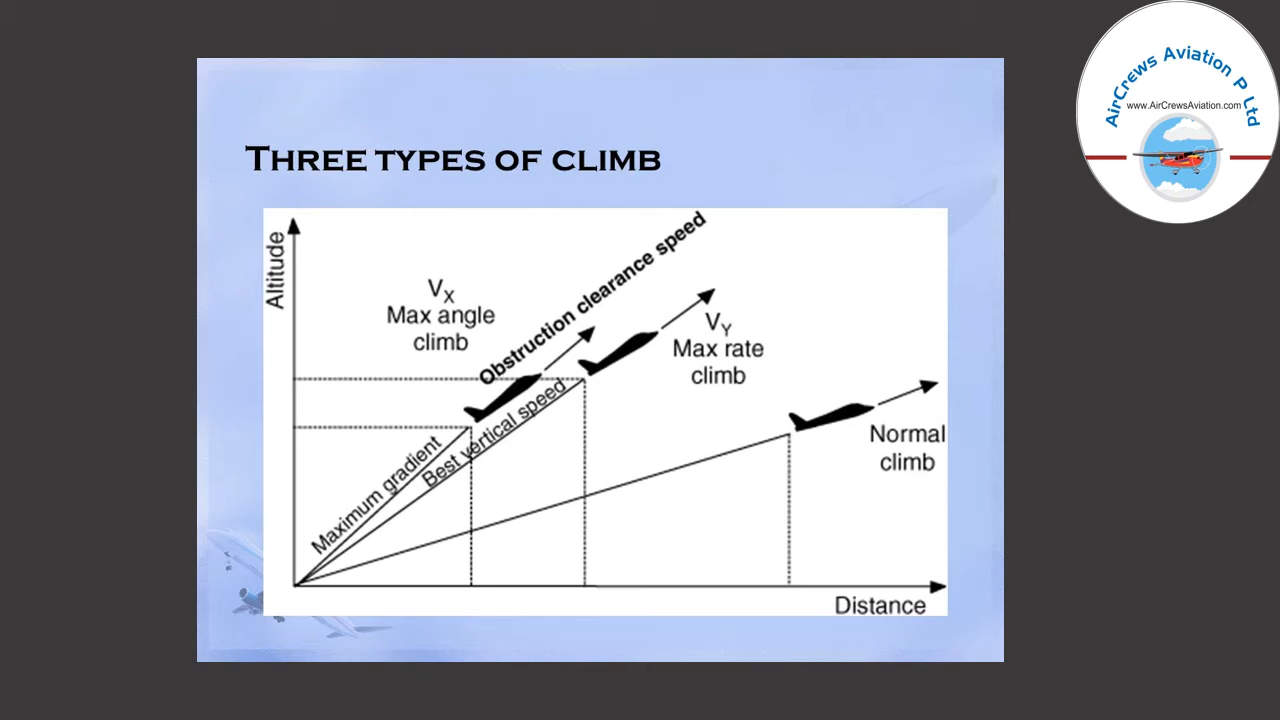 AirCrews Aviation P Ltd
www.AirCrewsAviation.com
THREE TYPES OF CLIMB
Altitude
VX
Max angle
climb
Obstruction clearance speed
VY
Max rate
climb
Maximum gradient
Best vertical speed
Normal
climb
Distance